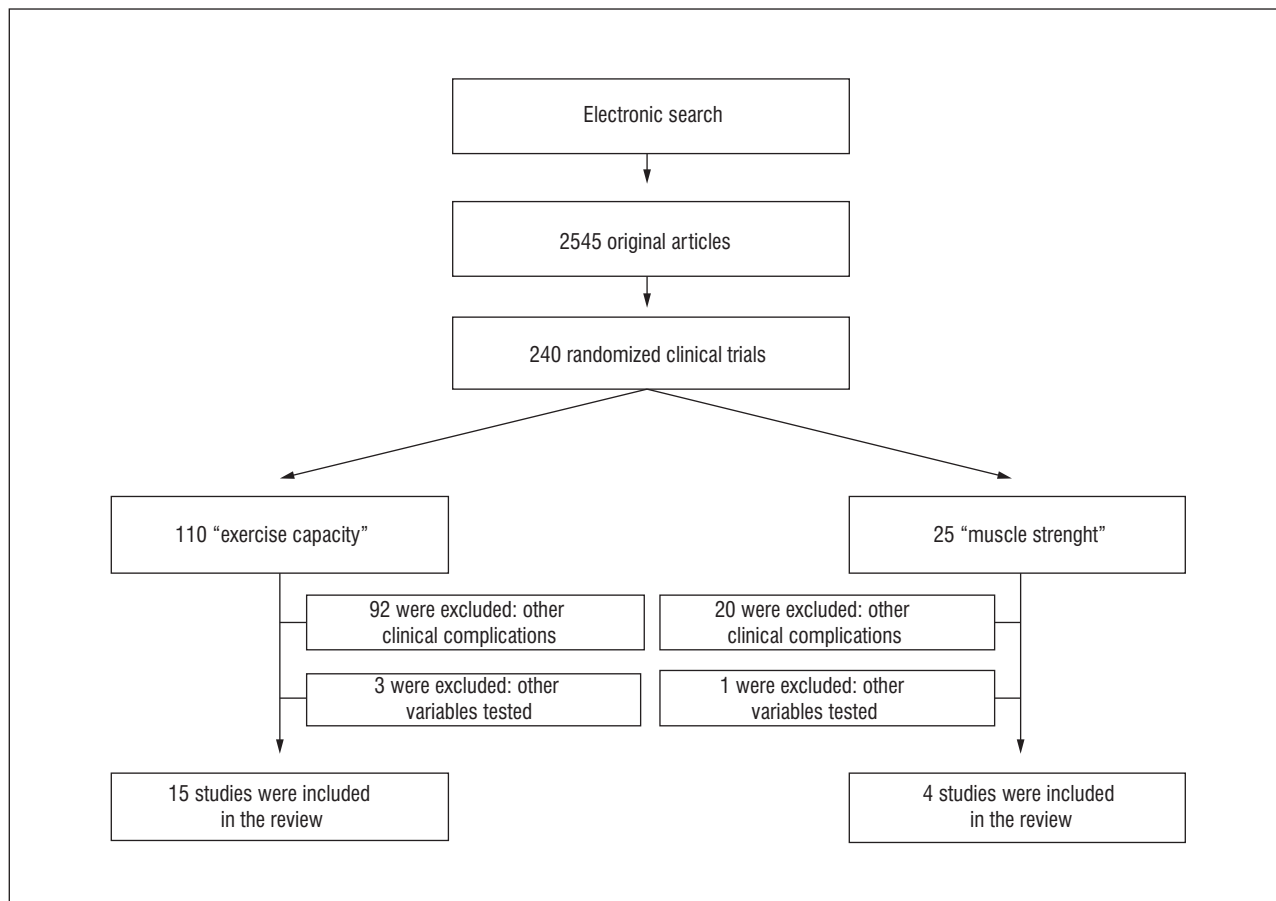 Electronic search
2545 original articles
240 randomized clinical trials
110 “exercise capacity”
25 “muscle strenght”
92 were excluded: other
clinical complications
20 were excluded: other
clinical complications
3 were excluded: other
variables tested
1 were excluded: other
variables tested
15 studies were included
in the review
4 studies were included
in the review